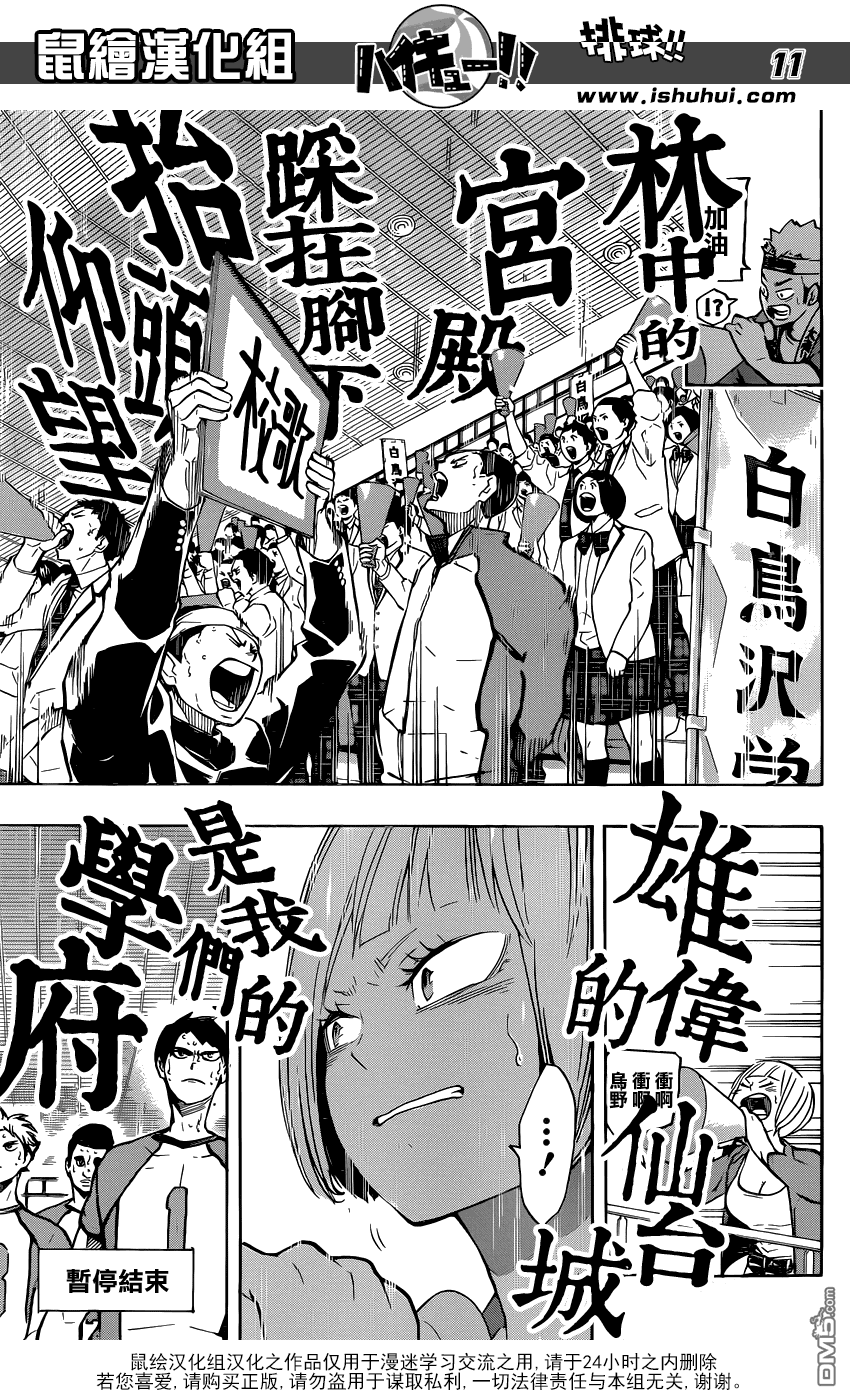 鼠繪漢化組
ハイキュー!!
排球!!
11
www.ishuhui.com
加油
!?
林中的
宮殿
踩在腳下
抬頭
仰望
校歌
白鳥沢
白鳥沢学
雄偉
的
仙台
城
衝啊
衝啊
烏野
…!
是我
們的
學府
1
暫停結束
鼠绘汉化组汉化之作品仅用于漫迷学习交流之用, 请于24小时之内删除
若您喜爱, 请购买正版, 请勿盗用于谋取私利, 一切法律责任与本组无关, 谢谢。
DM5.com